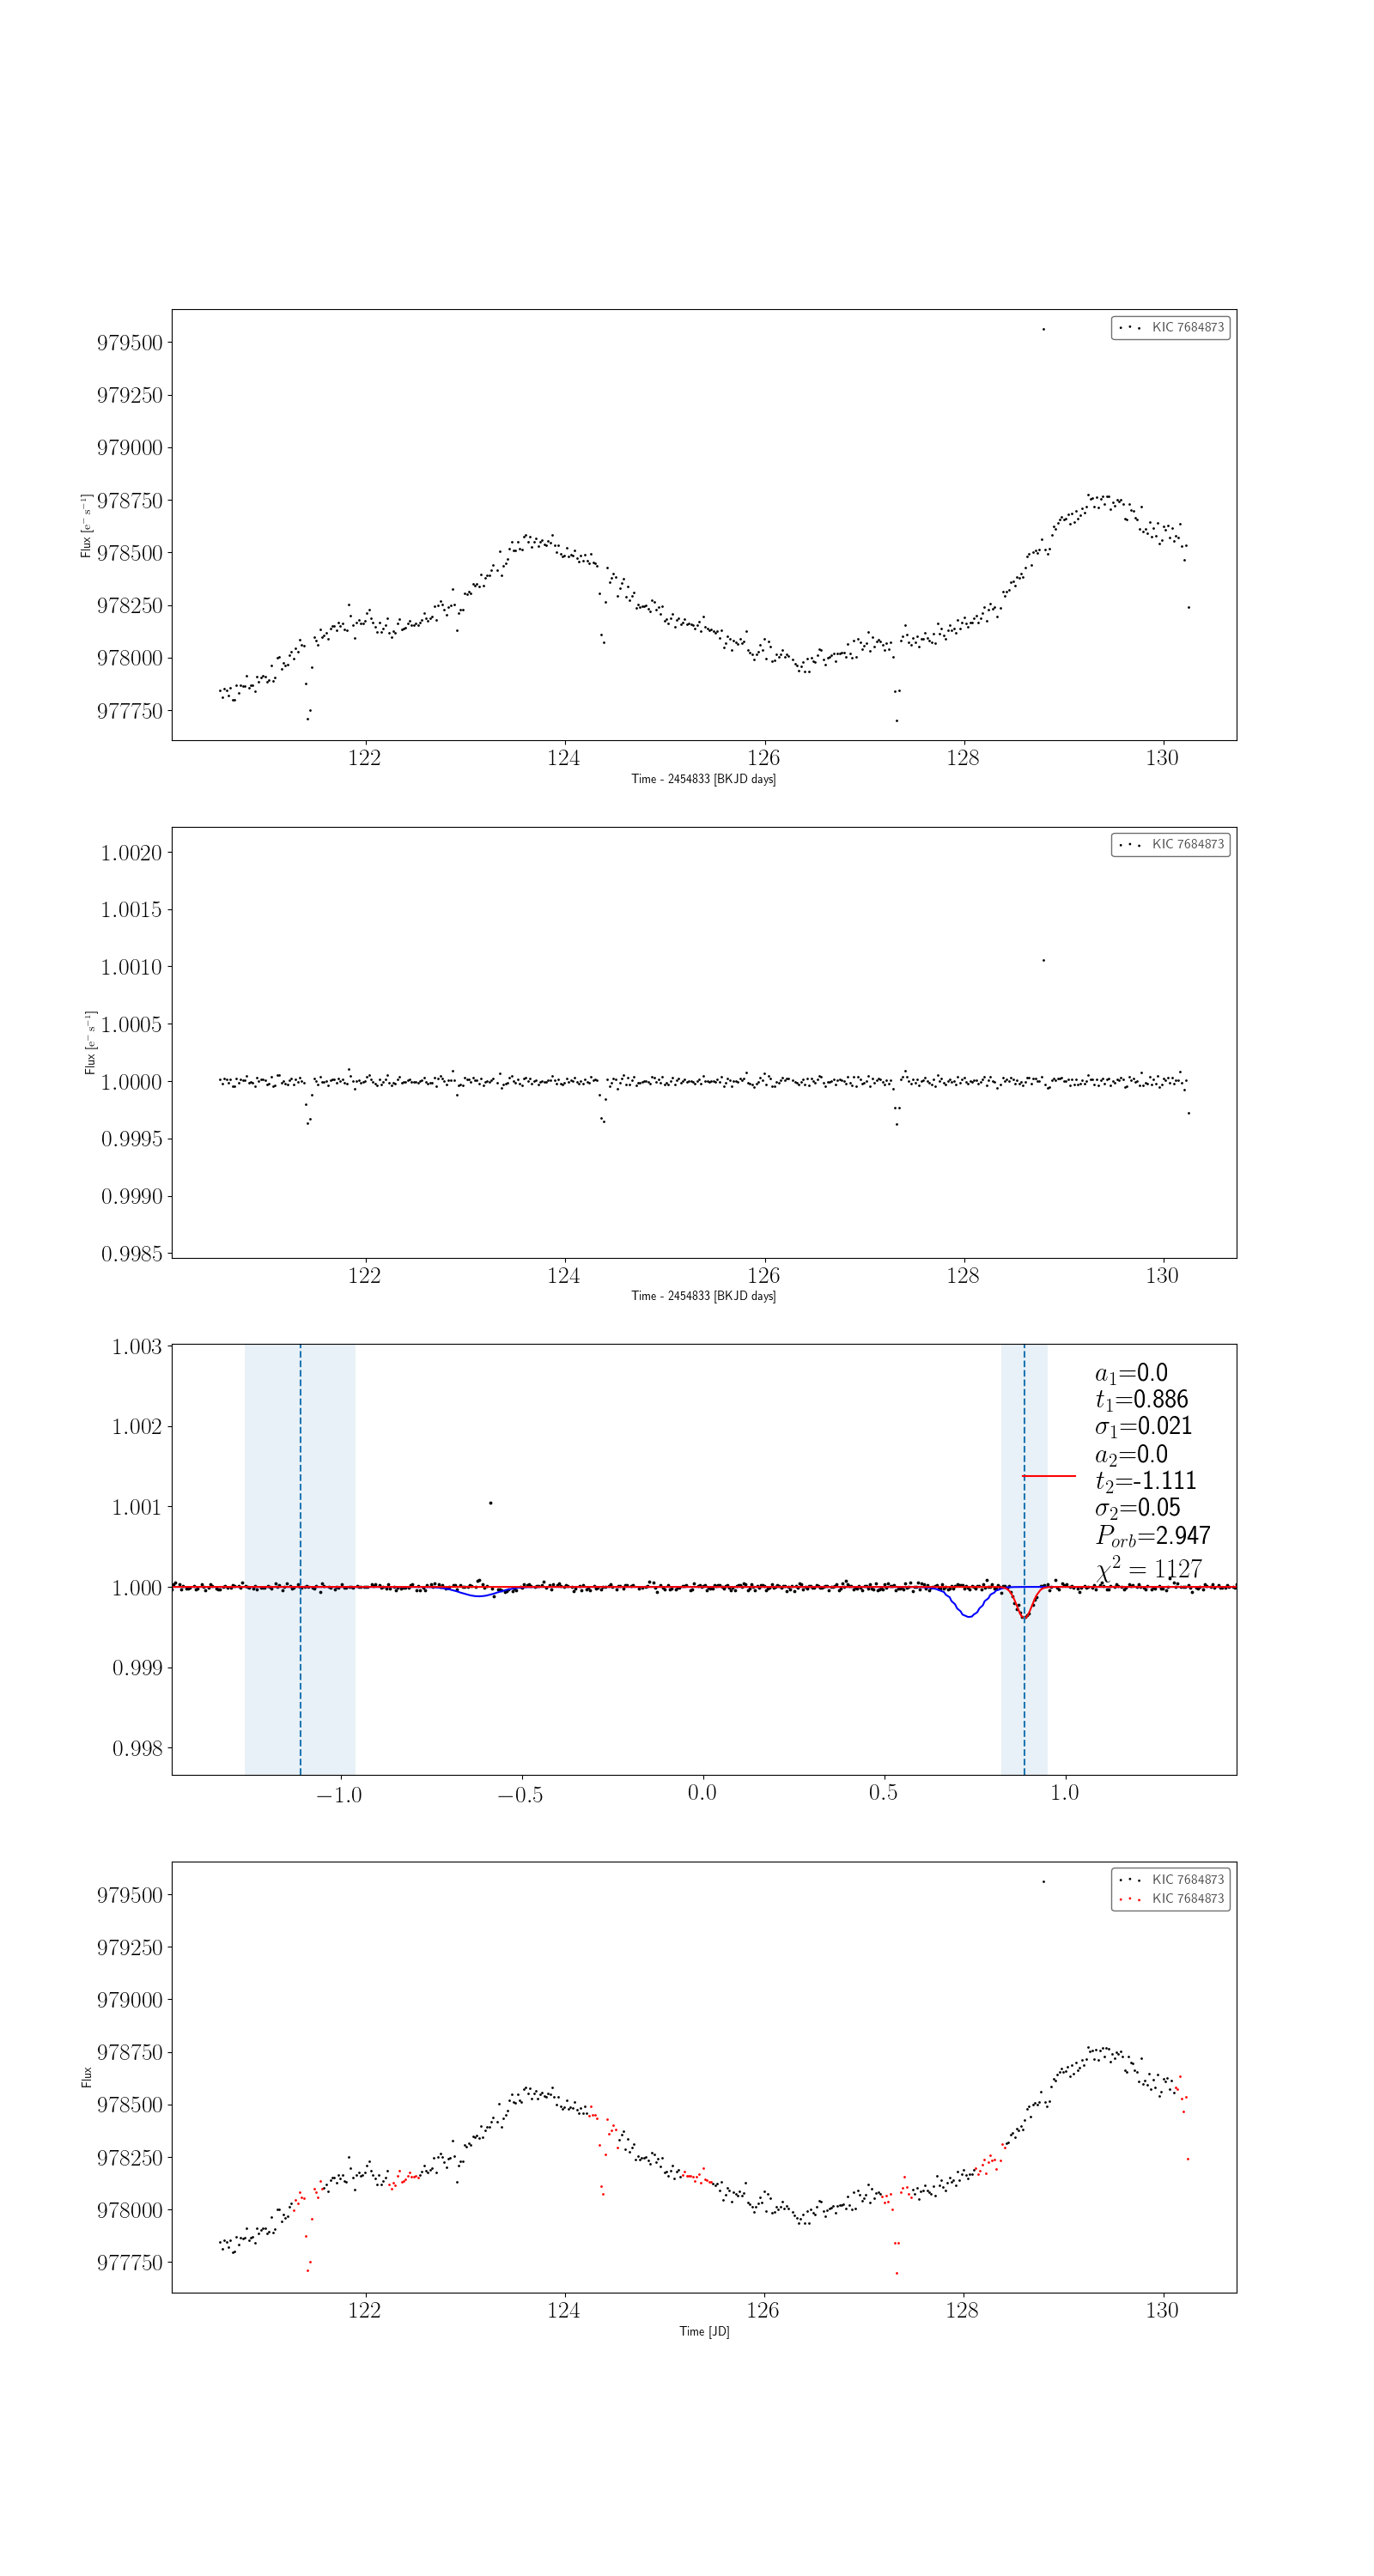 KIC 7684873
979500
979250
979000
978750
978500
978250
978000
977750
Flux [e⁻ s⁻¹]
122 124 126 128 130
Time - 2454833 [BKJD days]
KIC 7684873
1.0020
1.0015
1.0010
1.0005
1.0000
0.9995
0.9990
0.9985
Flux [e⁻ s⁻¹]
122 124 126 128 130
Time - 2454833 [BKJD days]
1.003
1.002
1.001
1.000
0.999
0.998
a₁=0.0
t₁=0.886
σ₁=0.021
a₂=0.0
t₂=-1.111
σ₂=0.05
P_orb=2.947
χ² = 1127
−1.0 −0.5 0.0 0.5 1.0
KIC 7684873
KIC 7684873
979500
979250
979000
978750
978500
978250
978000
977750
Flux
122 124 126 128 130
Time [JD]